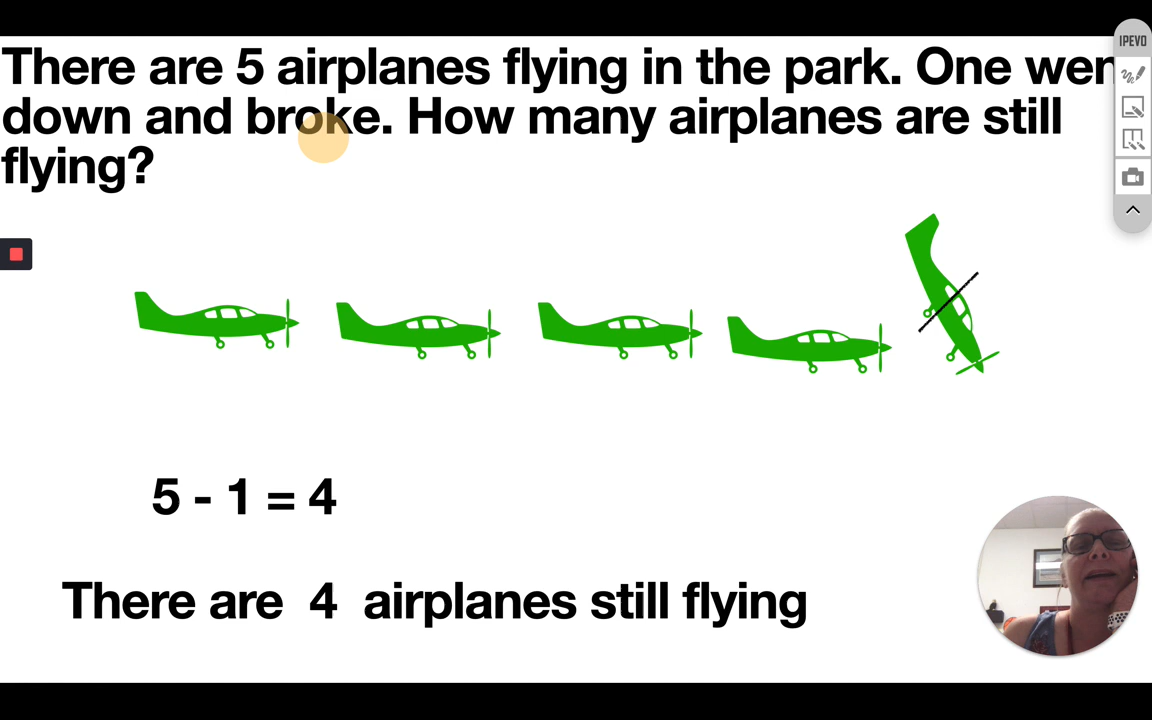 There are 5 airplanes flying in the park. One wen
down and broke. How many airplanes are still
flying?
IPEVO
5 - 1 = 4
There are 4 airplanes still flying